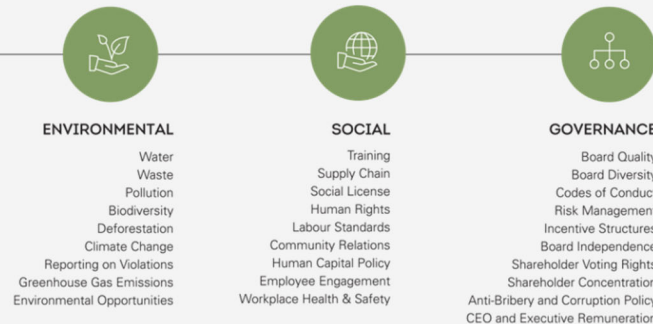 ENVIRONMENTAL
Water
Waste
Pollution
Biodiversity
Deforestation
Climate Change
Reporting on Violations
Greenhouse Gas Emissions
Environmental Opportunities
SOCIAL
Training
Supply Chain
Social License
Human Rights
Labour Standards
Community Relations
Human Capital Policy
Employee Engagement
Workplace Health & Safety
GOVERNANCE
Board Quality
Board Diversity
Codes of Conduct
Risk Management
Incentive Structures
Board Independence
Shareholder Voting Rights
Shareholder Concentration
Anti-Bribery and Corruption Policy
CEO and Executive Remuneration